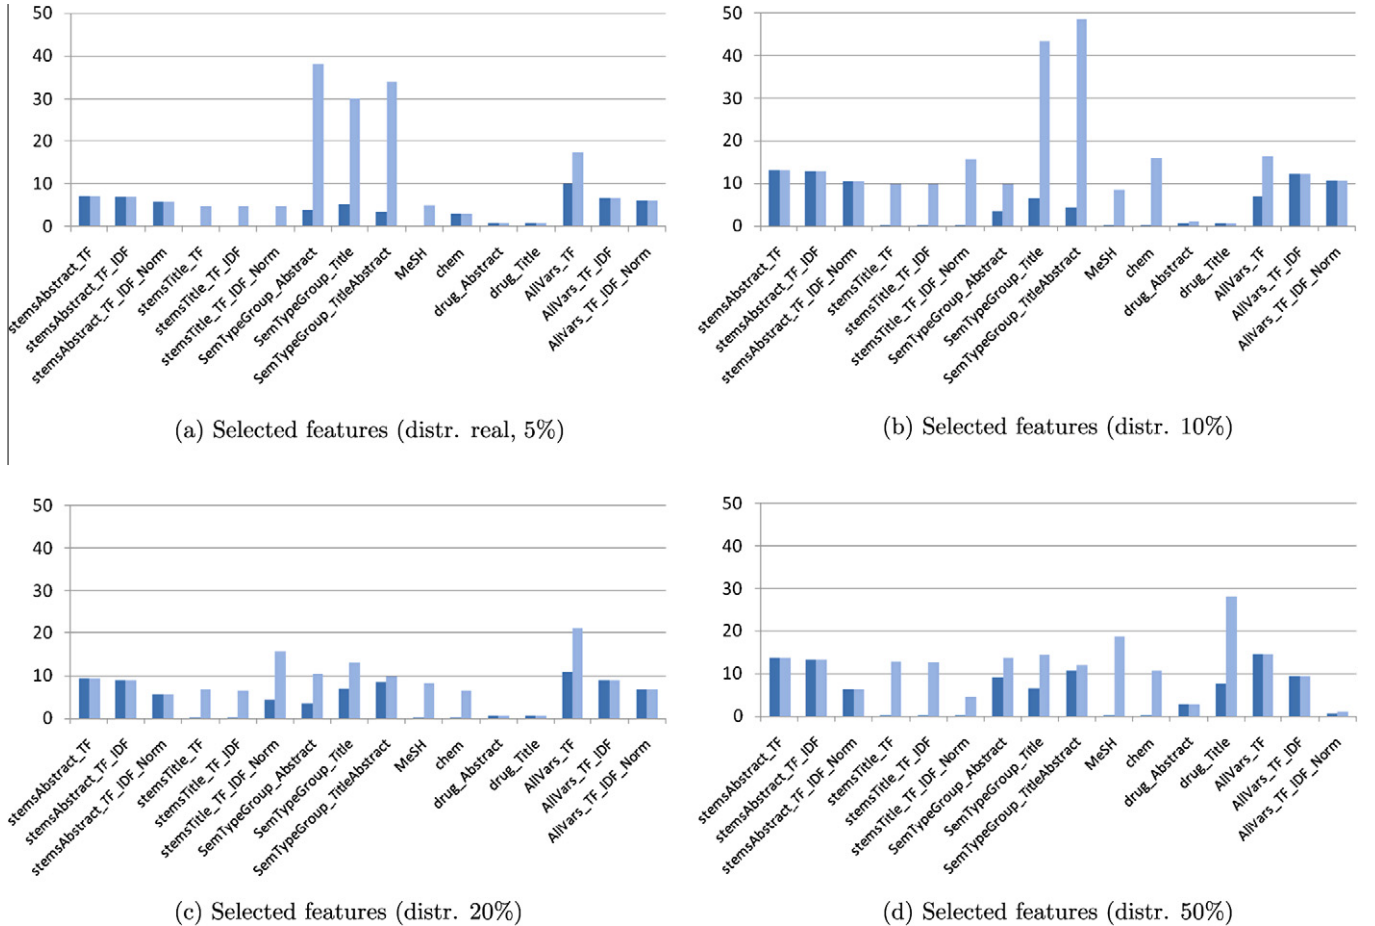 50
40
30
20
10
0
stemsAbstract_TF
stemsAbstract_TF_IDF
stemsAbstract_TF_IDF_Norm
stemsTitle_TF
stemsTitle_TF_IDF
stemsTitle_TF_IDF_Norm
SemTypeGroup_Abstract
SemTypeGroup_Title
SemTypeGroup_TitleAbstract
MeSH
chem
drug_Abstract
drug_Title
AllVars_TF
AllVars_TF_IDF
Allvars_TF_IDF_Norm
(a) Selected features (distr. real, 5%)
50
40
30
20
10
0
stemsAbstract_TF
stemsAbstract_TF_IDF
stemsAbstract_TF_IDF_Norm
stemsTitle_TF
stemsTitle_TF_IDF
stemsTitle_TF_IDF_Norm
SemTypeGroup_Abstract
SemTypeGroup_Title
SemTypeGroup_TitleAbstract
MeSH
chem
drug_Abstract
drug_Title
AllVars_TF
AllVars_TF_IDF
Allvars_TF_IDF_Norm
(b) Selected features (distr. 10%)
50
40
30
20
10
0
stemsAbstract_TF
stemsAbstract_TF_IDF
stemsAbstract_TF_IDF_Norm
stemsTitle_TF
stemsTitle_TF_IDF
stemsTitle_TF_IDF_Norm
SemTypeGroup_Abstract
SemTypeGroup_Title
SemTypeGroup_TitleAbstract
MeSH
chem
drug_Abstract
drug_Title
AllVars_TF
AllVars_TF_IDF
Allvars_TF_IDF_Norm
(c) Selected features (distr. 20%)
50
40
30
20
10
0
stemsAbstract_TF
stemsAbstract_TF_IDF
stemsAbstract_TF_IDF_Norm
stemsTitle_TF
stemsTitle_TF_IDF
stemsTitle_TF_IDF_Norm
SemTypeGroup_Abstract
SemTypeGroup_Title
SemTypeGroup_TitleAbstract
MeSH
chem
drug_Abstract
drug_Title
AllVars_TF
AllVars_TF_IDF
Allvars_TF_IDF_Norm
(d) Selected features (distr. 50%)